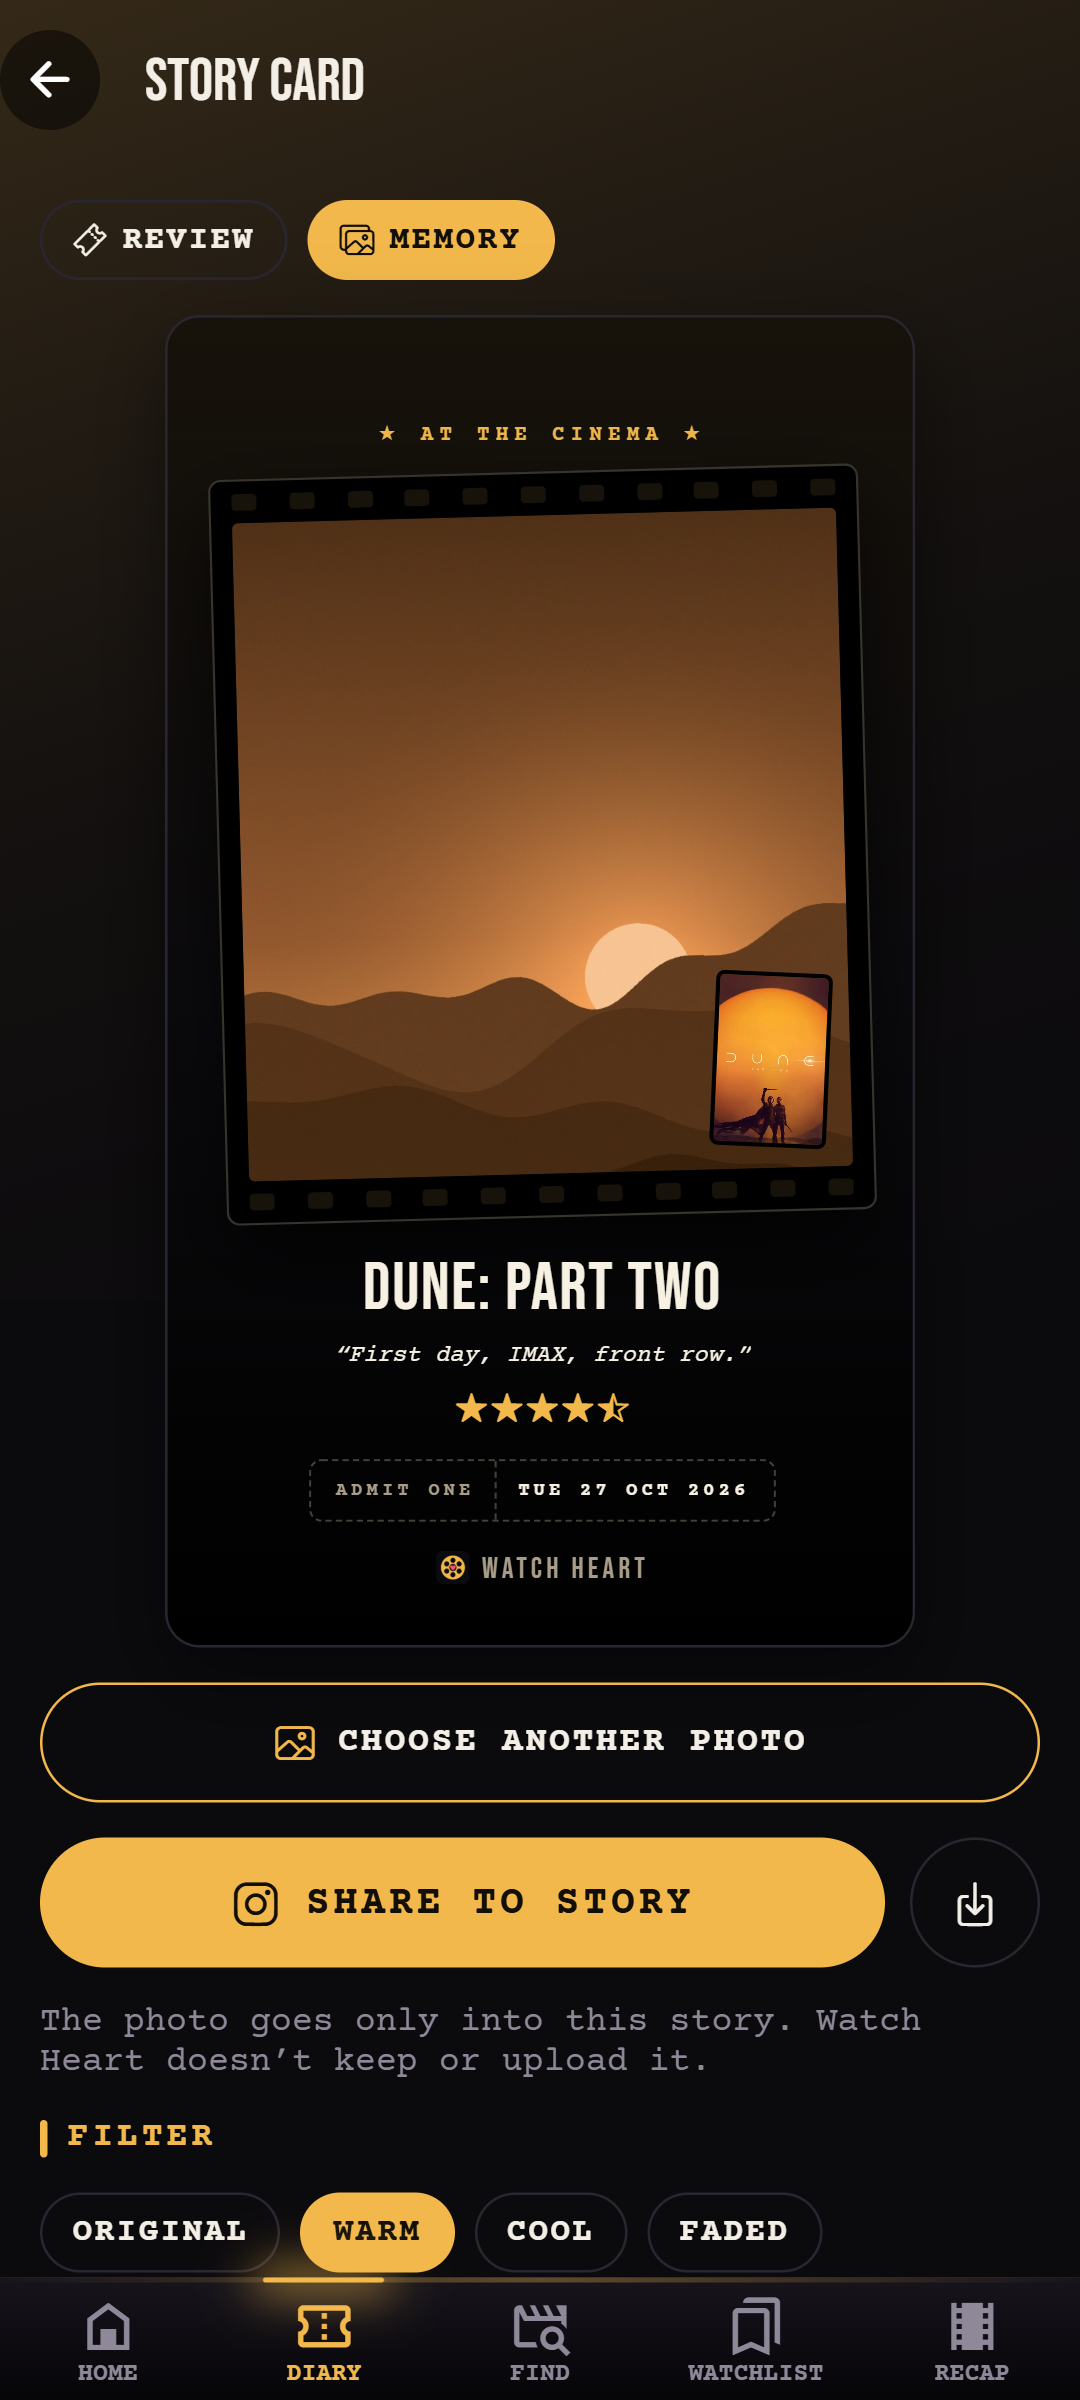 STORY CARD
REVIEW
MEMORY
★ AT THE CINEMA ★
DUNE
DUNE: PART TWO
“First day, IMAX, front row.”
ADMIT ONE
TUE 27 OCT 2026
WATCH HEART
CHOOSE ANOTHER PHOTO
SHARE TO STORY
The photo goes only into this story. Watch
Heart doesn’t keep or upload it.
FILTER
ORIGINAL
WARM
COOL
FADED
HOME
DIARY
FIND
WATCHLIST
RECAP